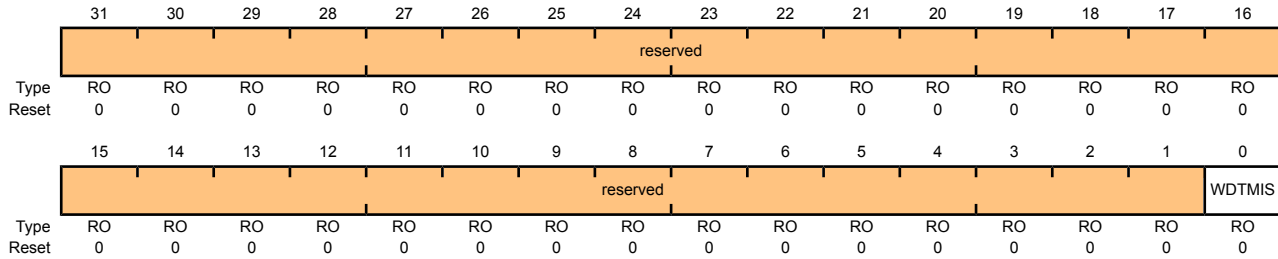 31 30 29 28 27 26 25 24 23 22 21 20 19 18 17 16
reserved
Type RO RO RO RO RO RO RO RO RO RO RO RO RO RO RO RO
Reset 0 0 0 0 0 0 0 0 0 0 0 0 0 0 0 0
15 14 13 12 11 10 9 8 7 6 5 4 3 2 1 0
reserved WDTMIS
Type RO RO RO RO RO RO RO RO RO RO RO RO RO RO RO RO
Reset 0 0 0 0 0 0 0 0 0 0 0 0 0 0 0 0